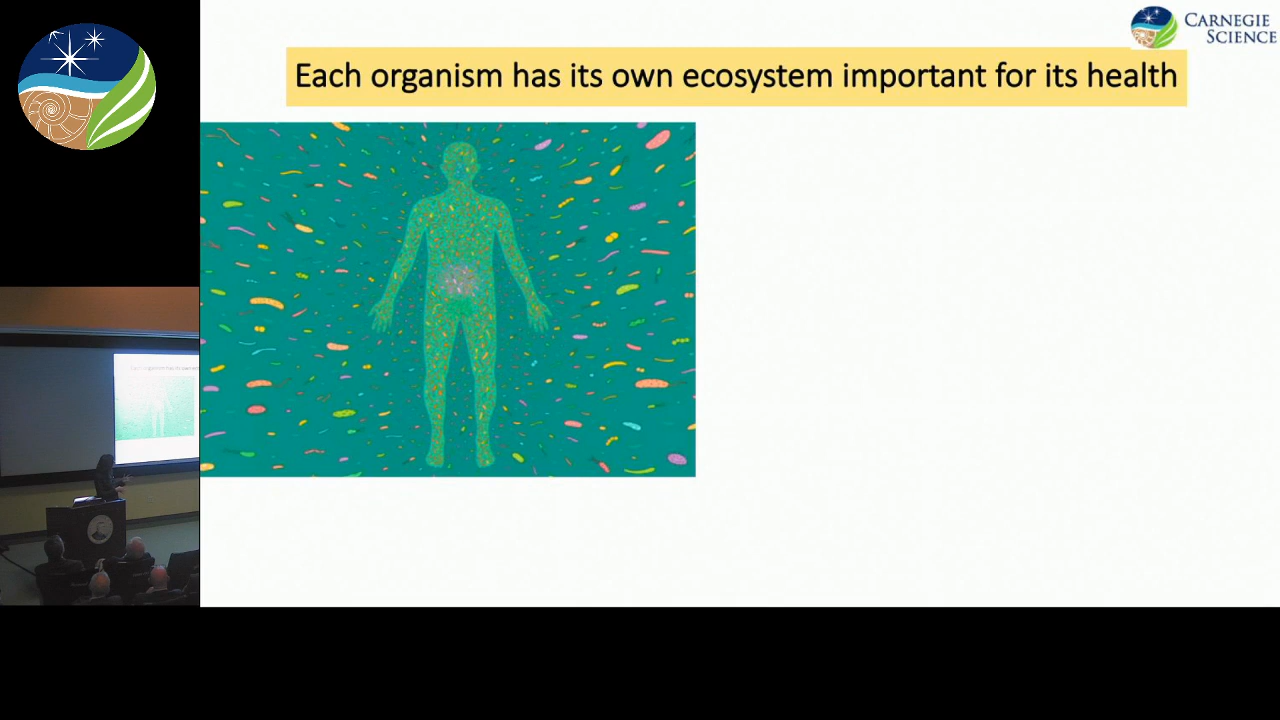 CARNEGIE
SCIENCE
Each organism has its own ecosystem important for its health